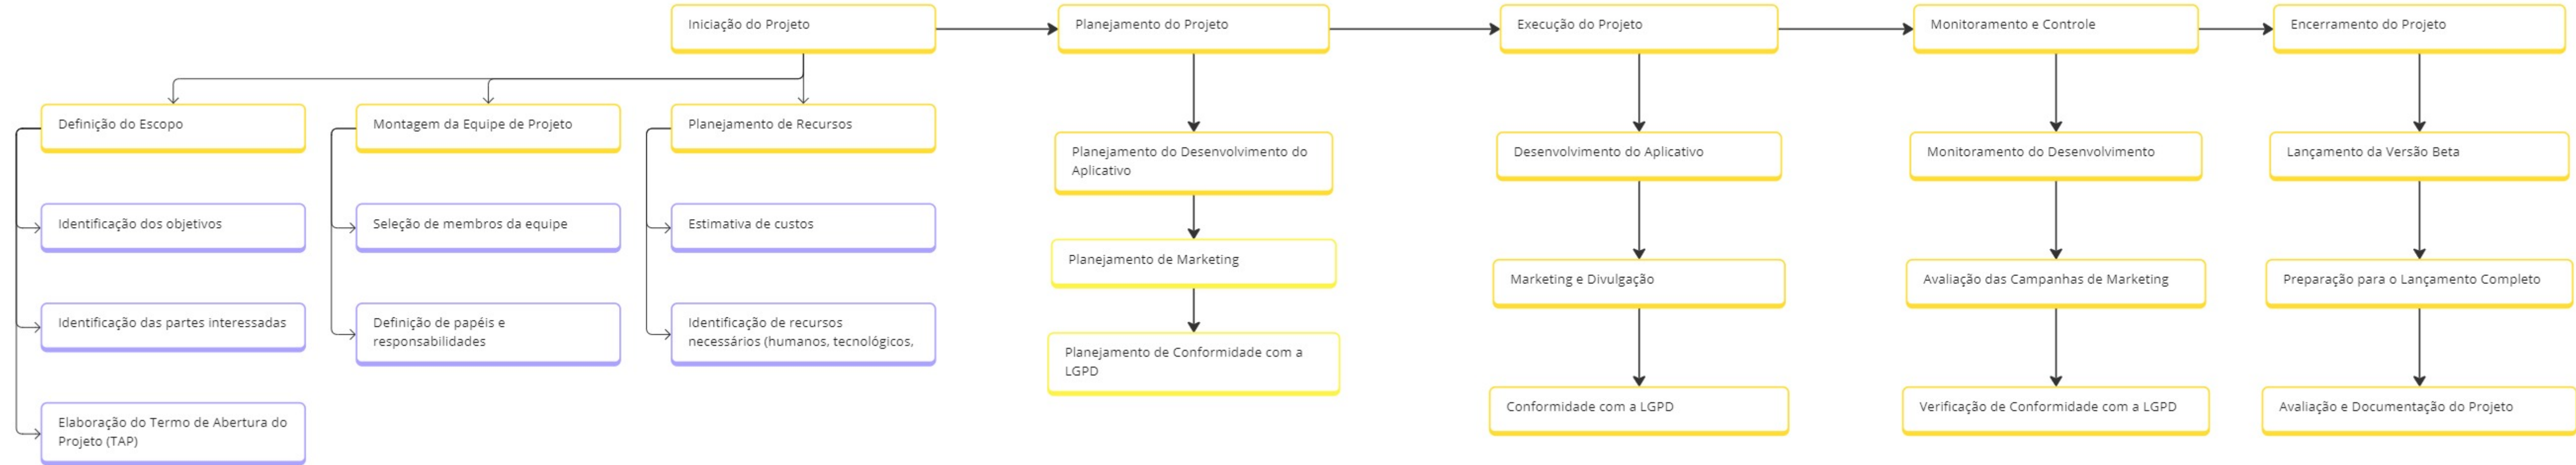 Iniciação do Projeto
Planejamento do Projeto
Execução do Projeto
Monitoramento e Controle
Encerramento do Projeto
Definição do Escopo
Montagem da Equipe de Projeto
Planejamento de Recursos
Planejamento do Desenvolvimento do
Aplicativo
Desenvolvimento do Aplicativo
Monitoramento do Desenvolvimento
Lançamento da Versão Beta
Identificação dos objetivos
Seleção de membros da equipe
Estimativa de custos
Planejamento de Marketing
Marketing e Divulgação
Avaliação das Campanhas de Marketing
Preparação para o Lançamento Completo
Identificação das partes interessadas
Definição de papéis e
responsabilidades
Identificação de recursos
necessários (humanos, tecnológicos,
Planejamento de Conformidade com a
LGPD
Conformidade com a LGPD
Verificação de Conformidade com a LGPD
Avaliação e Documentação do Projeto
Elaboração do Termo de Abertura do
Projeto (TAP)